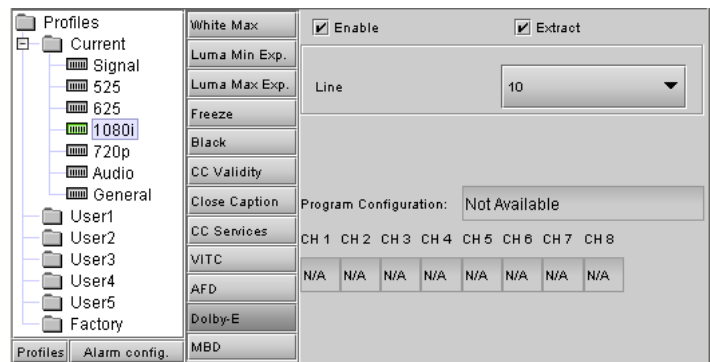 Profiles
Current
Signal
525
625
1080i
720p
Audio
General
User1
User2
User3
User4
User5
Factory
Profiles
Alarm config.
White Max
Luma Min Exp.
Luma Max Exp.
Freeze
Black
CC Validity
Close Caption
CC Services
VITC
AFD
Dolby-E
MBD
Enable
Extract
Line
10
Program Configuration: Not Available
CH 1 CH 2 CH 3 CH 4 CH 5 CH 6 CH 7 CH 8
N/A N/A N/A N/A N/A N/A N/A N/A